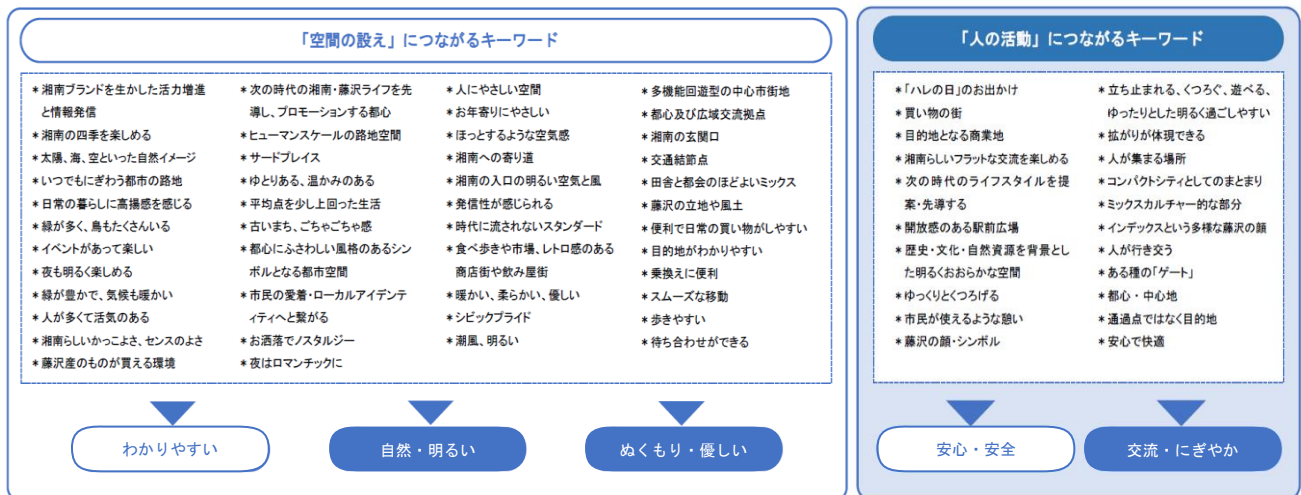 「空間の設え」につながるキーワード
＊湘南ブランドを生かした活力増進
と情報発信
＊湘南の四季を楽しめる
＊太陽、海、空といった自然イメージ
＊いつでもにぎわう都市の路地
＊日常の暮らしに高揚感を感じる
＊緑が多く、鳥もたくさんいる
＊イベントがあって楽しい
＊夜も明るく楽しめる
＊緑が豊かで、気候も暖かい
＊人が多くて活気のある
＊湘南らしいかっこよさ、センスのよさ
＊藤沢産のものが買える環境
＊次の時代の湘南・藤沢ライフを先
導し、プロモーションする都心
＊ヒューマンスケールの路地空間
＊サードプレイス
＊ゆとりある、温かみのある
＊平均点を少し上回った生活
＊古いまち、ごちゃごちゃ感
＊都心にふさわしい風格のあるシン
ボルとなる都市空間
＊市民の愛着・ローカルアイデンテ
ィティへと繋がる
＊お洒落でノスタルジー
＊夜はロマンチックに
＊人にやさしい空間
＊お年寄りにやさしい
＊ほっとするような空気感
＊湘南への寄り道
＊湘南の入口の明るい空気と風
＊発信性が感じられる
＊時代に流されないスタンダード
＊食べ歩きや市場、レトロ感のある
商店街や飲み屋街
＊暖かい、柔らかい、優しい
＊シビックプライド
＊潮風、明るい
＊多機能回遊型の中心市街地
＊都心及び広域交流拠点
＊湘南の玄関口
＊交通結節点
＊田舎と都会のほどよいミックス
＊藤沢の立地や風土
＊便利で日常の買い物がしやすい
＊目的地がわかりやすい
＊乗換えに便利
＊スムーズな移動
＊歩きやすい
＊待ち合わせができる
わかりやすい
自然・明るい
ぬくもり・優しい
「人の活動」につながるキーワード
＊「ハレの日」のお出かけ
＊買い物の街
＊目的地となる商業地
＊湘南らしいフラットな交流を楽しめる
＊次の時代のライフスタイルを提
案・先導する
＊開放感のある駅前広場
＊歴史・文化・自然資源を背景とし
た明るくおおらかな空間
＊ゆっくりとくつろげる
＊市民が使えるような憩い
＊藤沢の顔・シンボル
＊立ち止まれる、くつろぐ、遊べる、
ゆったりとした明るく過ごしやすい
＊拡がりが体現できる
＊人が集まる場所
＊コンパクトシティとしてのまとまり
＊ミックスカルチャー的な部分
＊インデックスという多様な藤沢の顔
＊人が行き交う
＊ある種の「ゲート」
＊都心・中心地
＊通過点ではなく目的地
＊安心で快適
安心・安全
交流・にぎやか